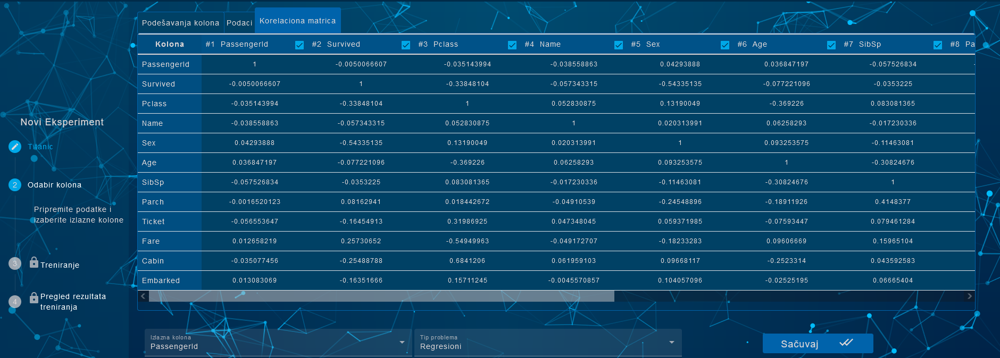 Podešavanja kolona Podaci Korelaciona matrica
Kolona #1 PassengerId #2 Survived #3 Pclass #4 Name #5 Sex #6 Age #7 SibSp #8 Pa
PassengerId 1 -0.0050066607 -0.035143994 -0.038558863 0.04293888 0.036847197 -0.057526834 -
Survived -0.0050066607 1 -0.33848104 -0.057343315 -0.54335135 -0.077221096 -0.0353225
Pclass -0.035143994 -0.33848104 1 0.052830875 0.13190049 -0.369226 0.083081365
Name -0.038558863 -0.057343315 0.052830875 1 0.020313991 0.06258293 -0.017230336
Sex 0.04293888 -0.54335135 0.13190049 0.020313991 1 0.093253575 -0.11463081
Age 0.036847197 -0.077221096 -0.369226 0.06258293 0.093253575 1 -0.30824676
SibSp -0.057526834 -0.0353225 0.083081365 -0.017230336 -0.11463081 -0.30824676 1
Parch -0.0016520123 0.08162941 0.018442672 -0.04910539 -0.24548896 -0.18911926 0.4148377
Ticket -0.056553647 -0.16454913 0.31986925 0.047348045 0.059371985 -0.07593447 0.079461284
Fare 0.012658219 0.25730652 -0.54949963 -0.049172707 -0.18233283 0.09606669 0.15965104
Cabin -0.035077456 -0.25488788 0.6841206 0.061959103 0.09668117 -0.2523314 0.043592583
Embarked 0.013083069 -0.16351666 0.15711245 -0.0045570857 0.104057096 -0.02525195 0.06665404
Novi Eksperiment
Titanic
2 Odabir kolona
Pripremite podatke i
izaberite izlazne kolone
3 Treniranje
4 Pregled rezultata
treniranja
Izlazna kolona
PassengerId
Tip problema
Regresioni
Sačuvaj